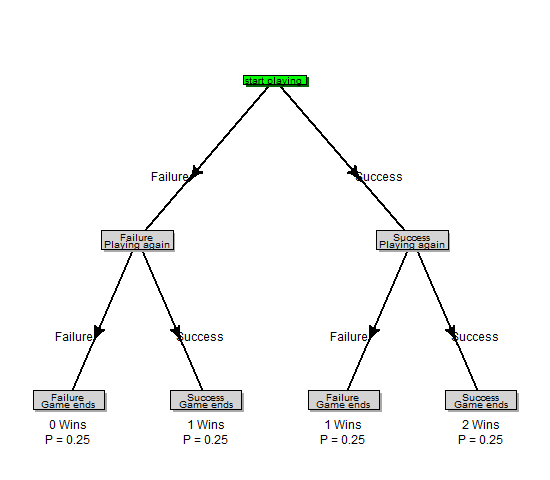 start playing
Failure
Success
Failure
Playing again
Success
Playing again
Failure
Success
Failure
Success
Failure
Game ends
Success
Game ends
Failure
Game ends
Success
Game ends
0 Wins
P = 0.25
1 Wins
P = 0.25
1 Wins
P = 0.25
2 Wins
P = 0.25